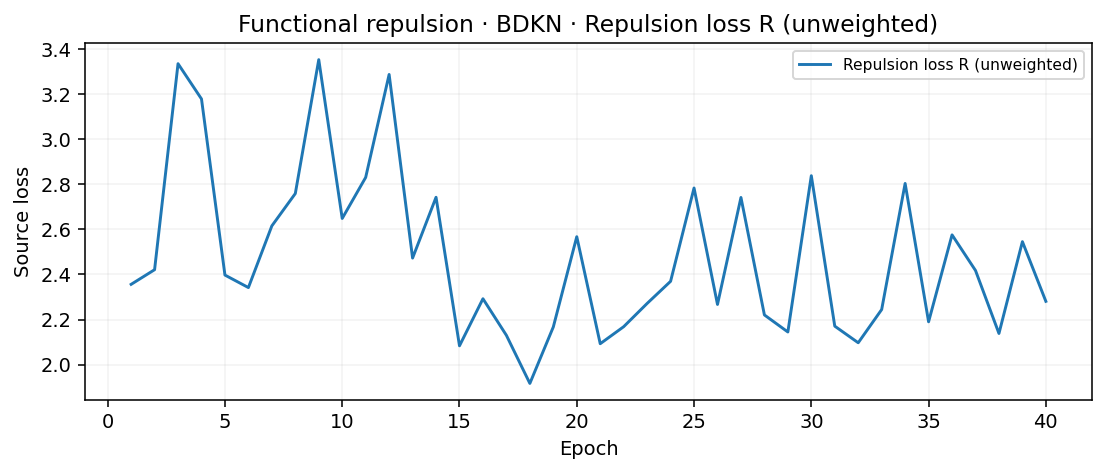 Functional repulsion · BDKN · Repulsion loss R (unweighted)
Repulsion loss R (unweighted)
Source loss
3.4
3.2
3.0
2.8
2.6
2.4
2.2
2.0
0 5 10 15 20 25 30 35 40
Epoch